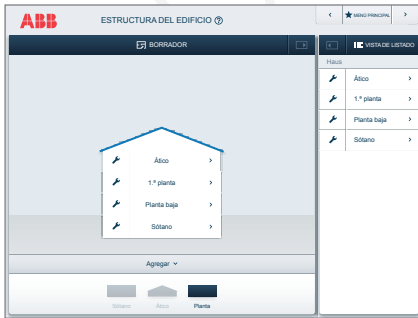 ABB
ESTRUCTURA DEL EDIFICIO ?
MENÚ PRINCIPAL
BORRADOR
VISTA DE LISTADO
Haus
Ático
1.ª planta
Planta baja
Sótano
Ático
1.ª planta
Planta baja
Sótano
Agregar
Sótano
Ático
Planta